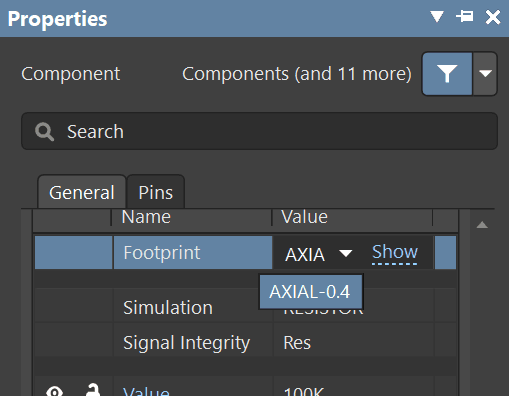 Properties
Component Components (and 11 more)
Search
General Pins
Name Value
Footprint AXIA Show
AXIAL-0.4
Simulation RESISTOR
Signal Integrity Res
Value 100K